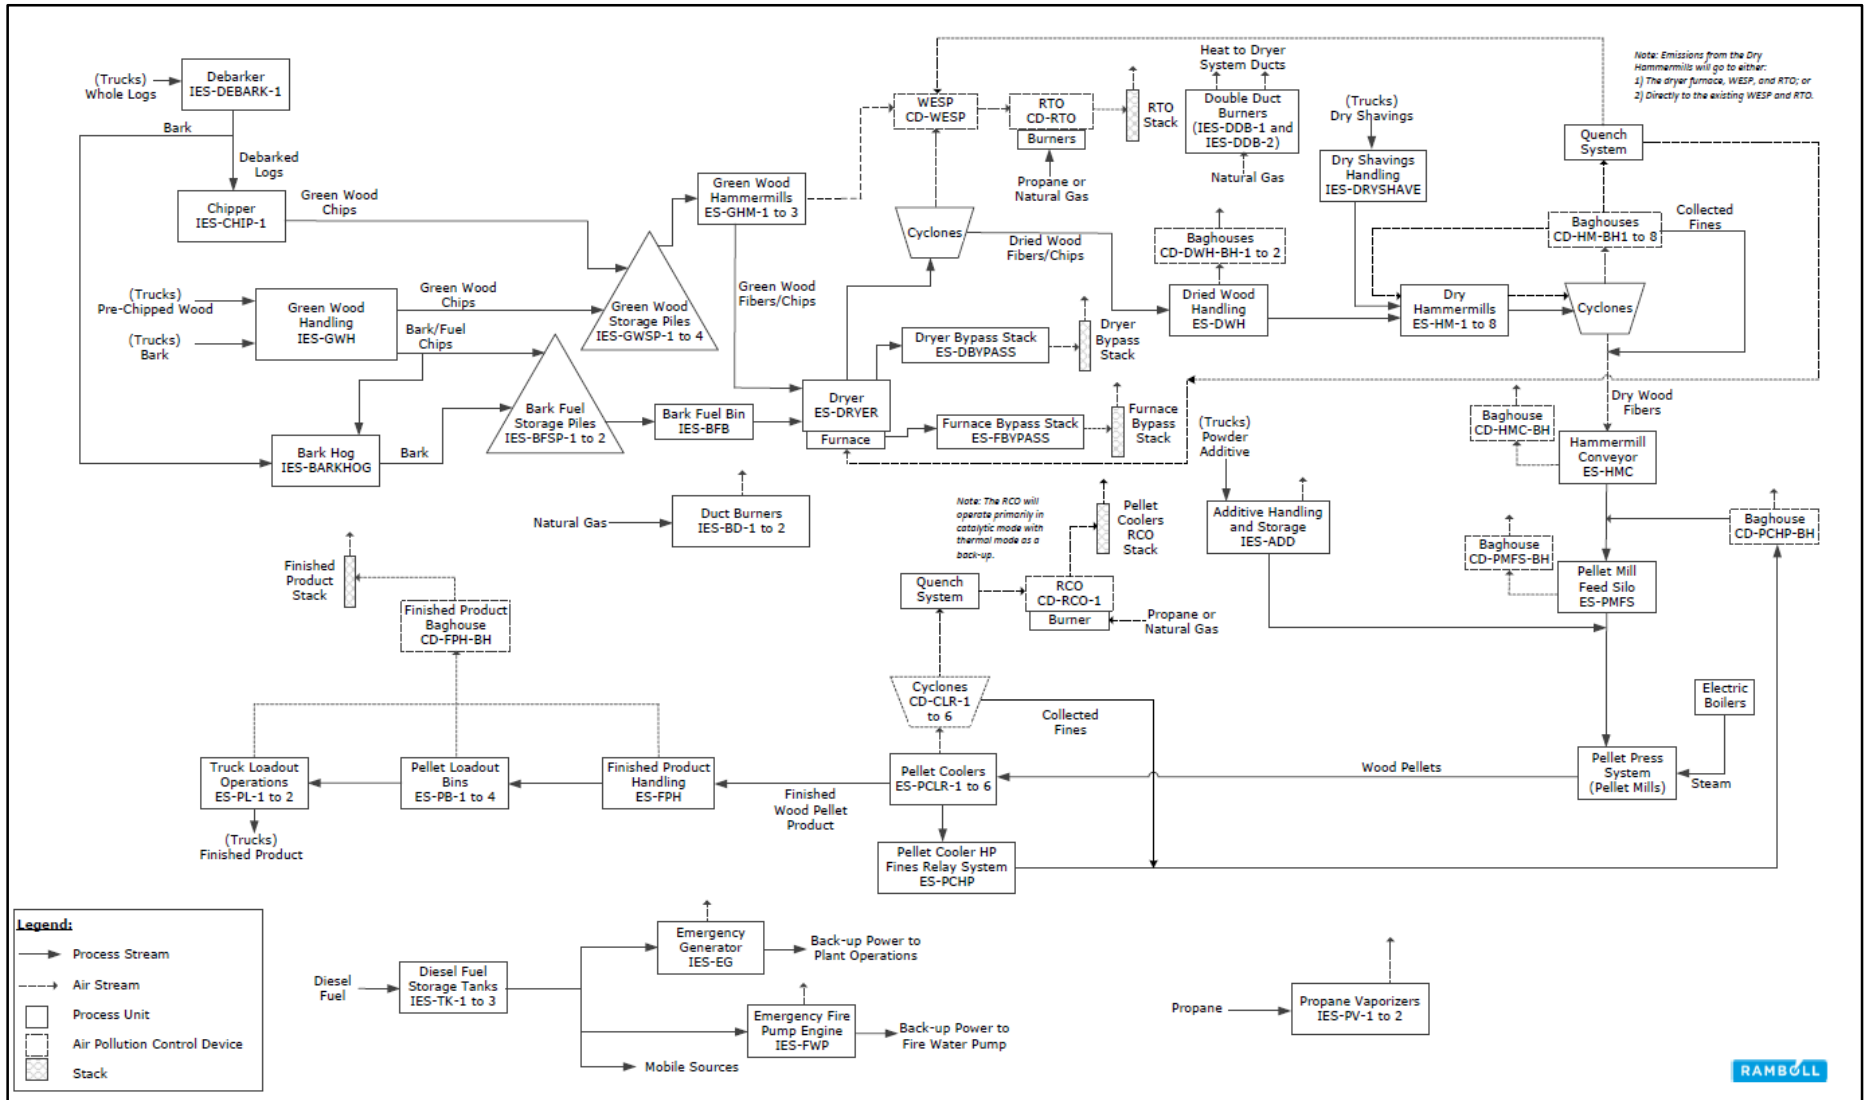 (Trucks)
Whole Logs
Debarker
IES-DEBARK-1
Bark
Debarked
Logs
Chipper
IES-CHIP-1
Green Wood
Chips
(Trucks)
Pre-Chipped Wood
(Trucks)
Bark
Green Wood
Handling
IES-GWH
Green Wood
Chips
Bark/Fuel
Chips
Green Wood
Storage Piles
IES-GWSP-1 to 4
Bark Hog
IES-BARKHOG
Bark
Bark Fuel
Storage Piles
IES-BFSP-1 to 2
Bark Fuel Bin
IES-BFB
Green Wood
Hammermills
ES-GHM-1 to 3
Green Wood
Fibers/Chips
Dryer
ES-DRYER
Furnace
WESP
CD-WESP
RTO
CD-RTO
Burners
RTO
Stack
Propane or
Natural Gas
Cyclones
Dried Wood
Fibers/Chips
Dryer Bypass Stack
ES-DBYPASS
Dryer
Bypass
Stack
Furnace Bypass Stack
ES-FBYPASS
Furnace
Bypass
Stack
Heat to Dryer
System Ducts
Double Duct
Burners
(IES-DDB-1 and
IES-DDB-2)
Natural Gas
Baghouses
CD-DWH-BH-1 to 2
Dried Wood
Handling
ES-DWH
(Trucks)
Dry Shavings
Dry Shavings
Handling
IES-DRYSHAVE
Dry
Hammermills
ES-HM-1 to 8
Note: Emissions from the Dry
Hammermills will go to either:
1) The dryer furnace, WESP, and RTO; or
2) Directly to the existing WESP and RTO.
Quench
System
Baghouses
CD-HM-BH1 to 8
Collected
Fines
Cyclones
Dry Wood
Fibers
Baghouse
CD-HMC-BH
Hammermill
Conveyor
ES-HMC
Baghouse
CD-PCHP-BH
Baghouse
CD-PMFS-BH
Pellet Mill
Feed Silo
ES-PMFS
(Trucks)
Powder
Additive
Additive Handling
and Storage
IES-ADD
Natural Gas
Duct Burners
IES-BD-1 to 2
Note: The RCO will
operate primarily in
catalytic mode with
thermal mode as a
back-up.
Pellet
Coolers
RCO
Stack
Quench
System
RCO
CD-RCO-1
Burner
Propane or
Natural Gas
Finished
Product
Stack
Finished Product
Baghouse
CD-FPH-BH
Cyclones
CD-CLR-1
to 6
Collected
Fines
Electric
Boilers
Steam
Pellet Press
System
(Pellet Mills)
Wood Pellets
Pellet Coolers
ES-PCLR-1 to 6
Finished
Wood Pellet
Product
Finished Product
Handling
ES-FPH
Pellet Loadout
Bins
ES-PB-1 to 4
Truck Loadout
Operations
ES-PL-1 to 2
(Trucks)
Finished Product
Pellet Cooler HP
Fines Relay System
ES-PCHP
Legend:
Process Stream
Air Stream
Process Unit
Air Pollution Control Device
Stack
Diesel
Fuel
Diesel Fuel
Storage Tanks
IES-TK-1 to 3
Emergency
Generator
IES-EG
Back-up Power to
Plant Operations
Emergency Fire
Pump Engine
IES-FWP
Back-up Power to
Fire Water Pump
Mobile Sources
Propane
Propane Vaporizers
IES-PV-1 to 2
RAMBOLL